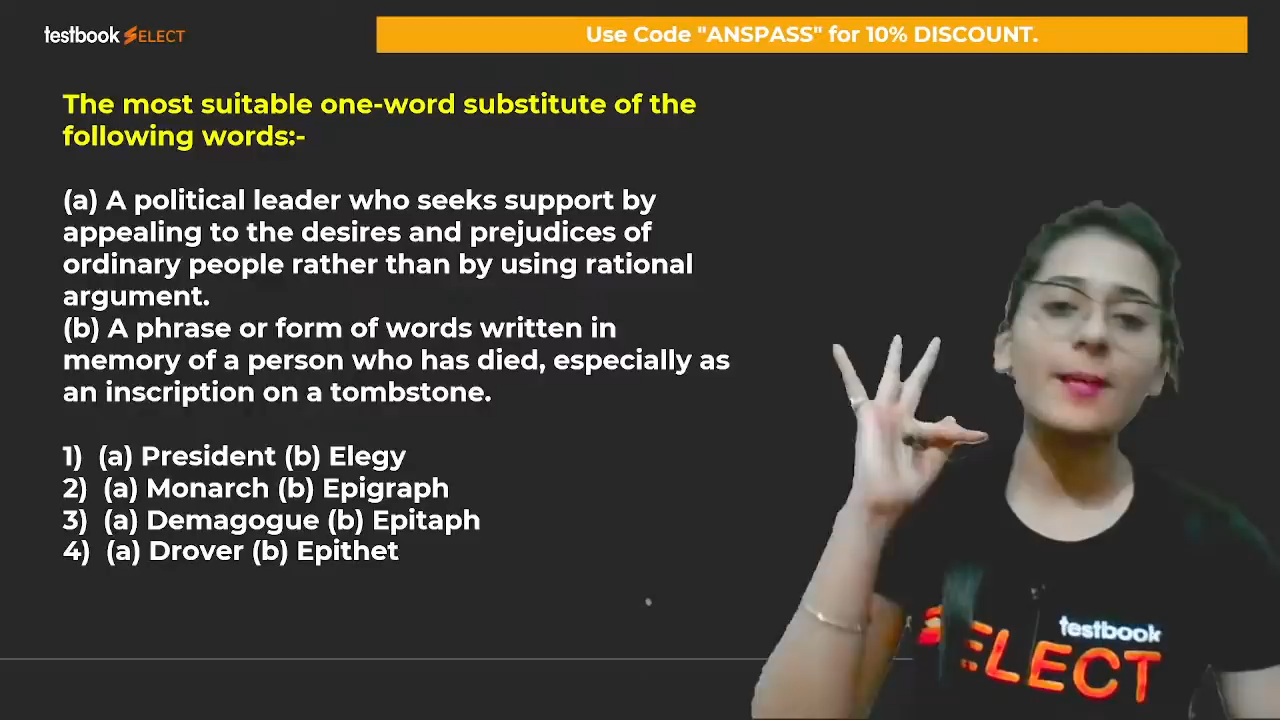 testbook SELECT
Use Code "ANSPASS" for 10% DISCOUNT.
The most suitable one-word substitute of the
following words:-
(a) A political leader who seeks support by
appealing to the desires and prejudices of
ordinary people rather than by using rational
argument.
(b) A phrase or form of words written in
memory of a person who has died, especially as
an inscription on a tombstone.
1) (a) President (b) Elegy
2) (a) Monarch (b) Epigraph
3) (a) Demagogue (b) Epitaph
4) (a) Drover (b) Epithet
testbook
SELECT